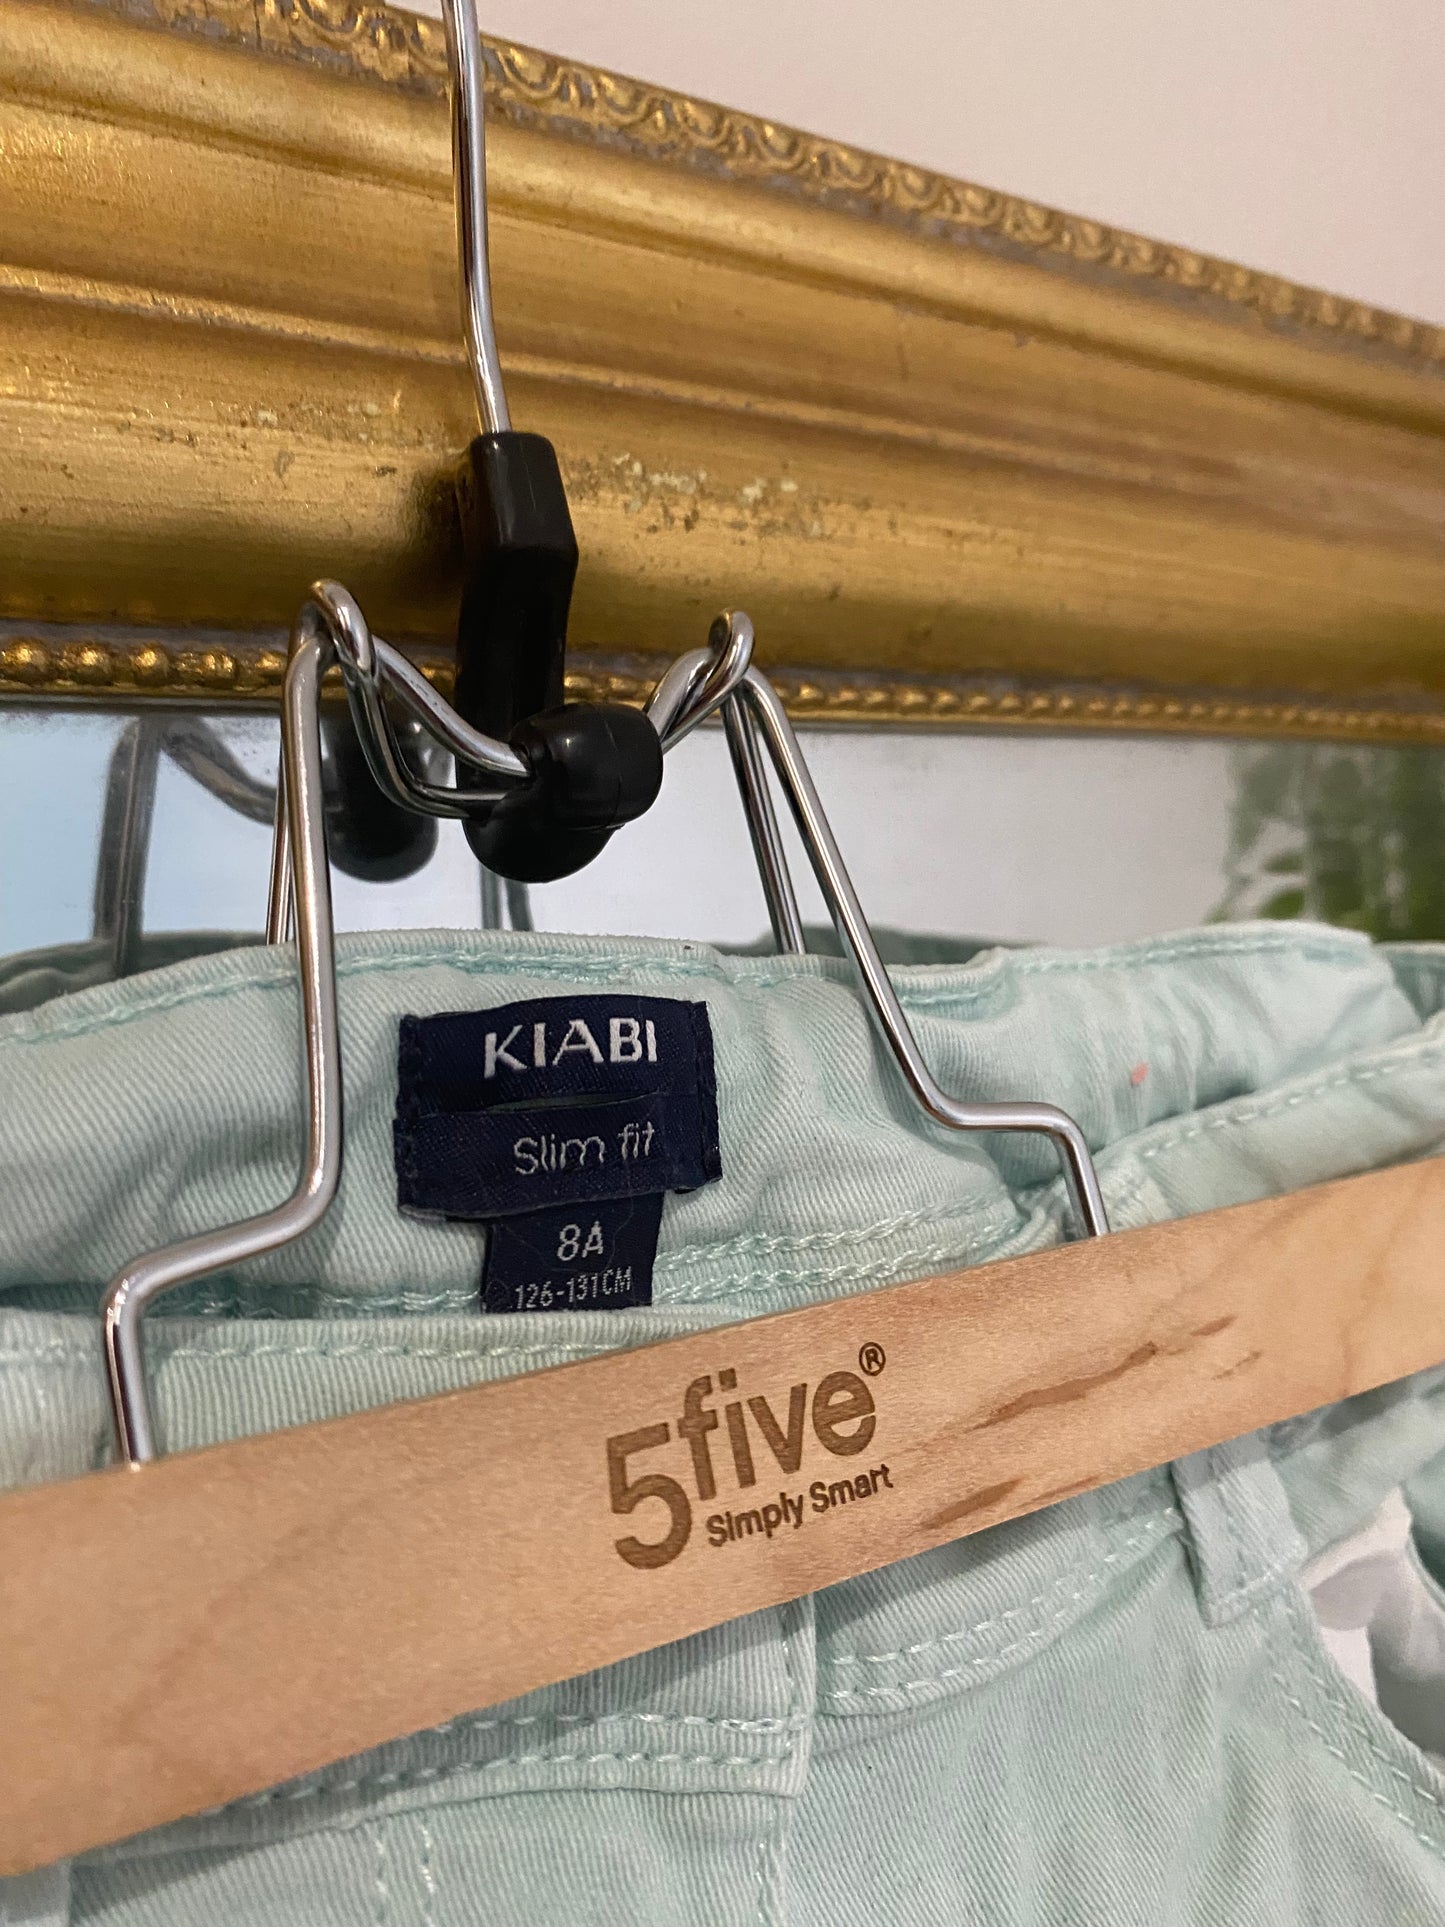 KIABI
Slim fit
8A
126-131CM
5five®
Simply Smart